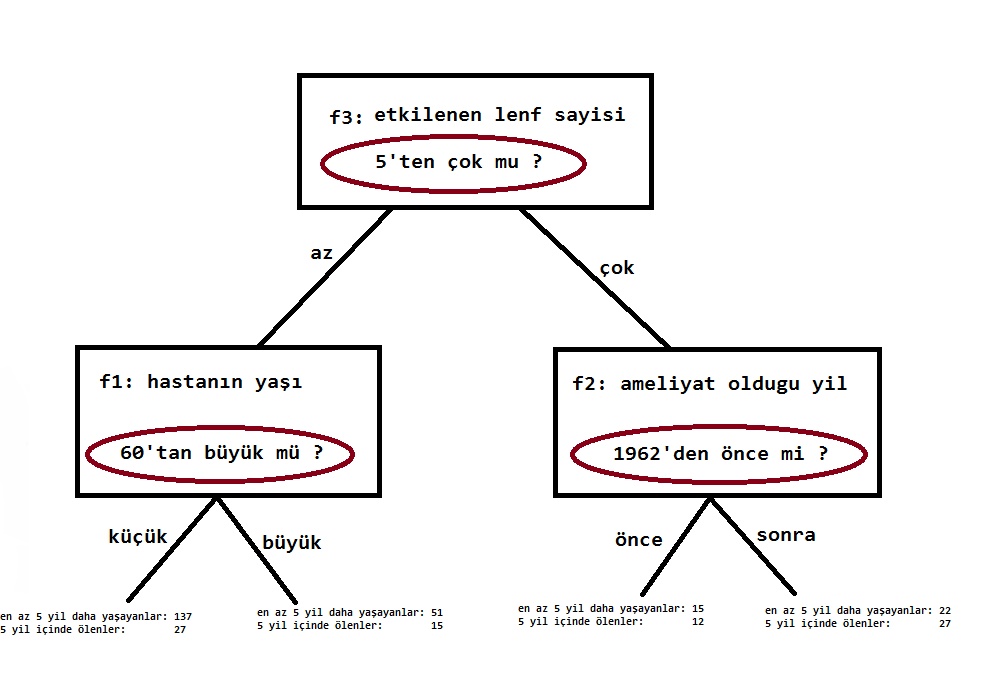 f3: etkilenen lenf sayisi
5'ten çok mu ?
az
çok
f1: hastanın yaşı
60'tan büyük mü ?
f2: ameliyat oldugu yil
1962'den önce mi ?
küçük
büyük
önce
sonra
en az 5 yil daha yaşayanlar: 137
5 yil içinde ölenler: 27
en az 5 yil daha yaşayanlar: 51
5 yil içinde ölenler: 15
en az 5 yil daha yaşayanlar: 15
5 yil içinde ölenler: 12
en az 5 yil daha yaşayanlar: 22
5 yil içinde ölenler: 27